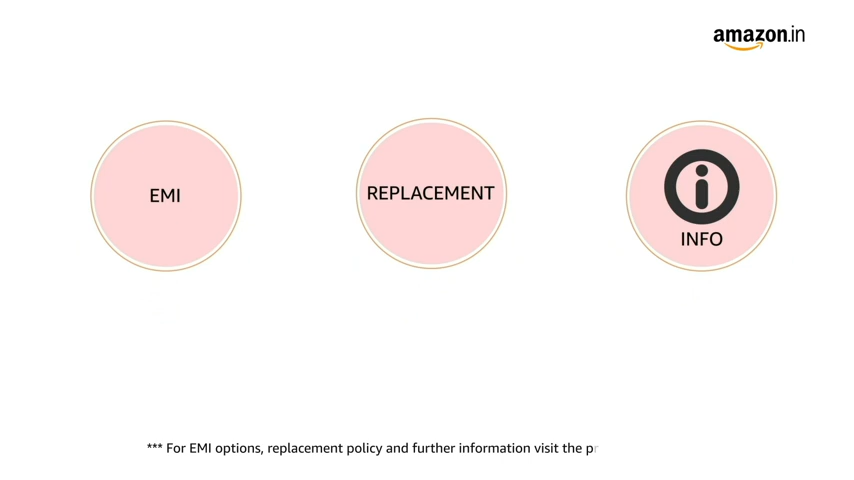 amazon.in
EMI
REPLACEMENT
INFO
*** For EMI options, replacement policy and further information visit the